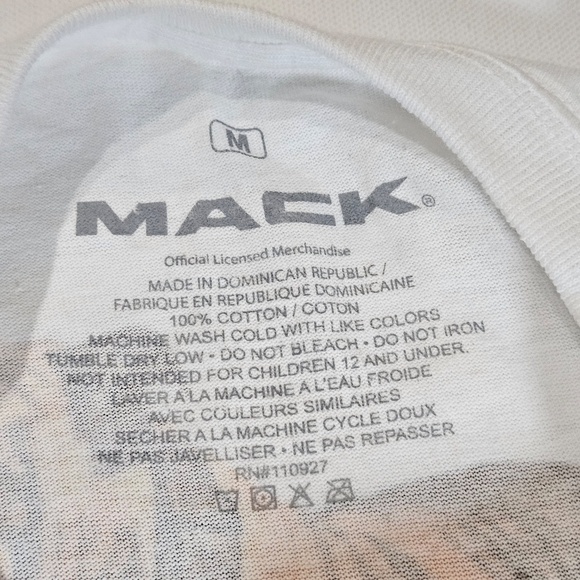 M
MACK®
Official Licensed Merchandise
MADE IN DOMINICAN REPUBLIC /
FABRIQUE EN REPUBLIQUE DOMINICAINE
100% COTTON / COTON
MACHINE WASH COLD WITH LIKE COLORS
TUMBLE DRY LOW • DO NOT BLEACH • DO NOT IRON
NOT INTENDED FOR CHILDREN 12 AND UNDER.
LAVER A LA MACHINE A L'EAU FROIDE
AVEC COULEURS SIMILAIRES
SECHER A LA MACHINE CYCLE DOUX
NE PAS JAVELLISER • NE PAS REPASSER
RN#110927